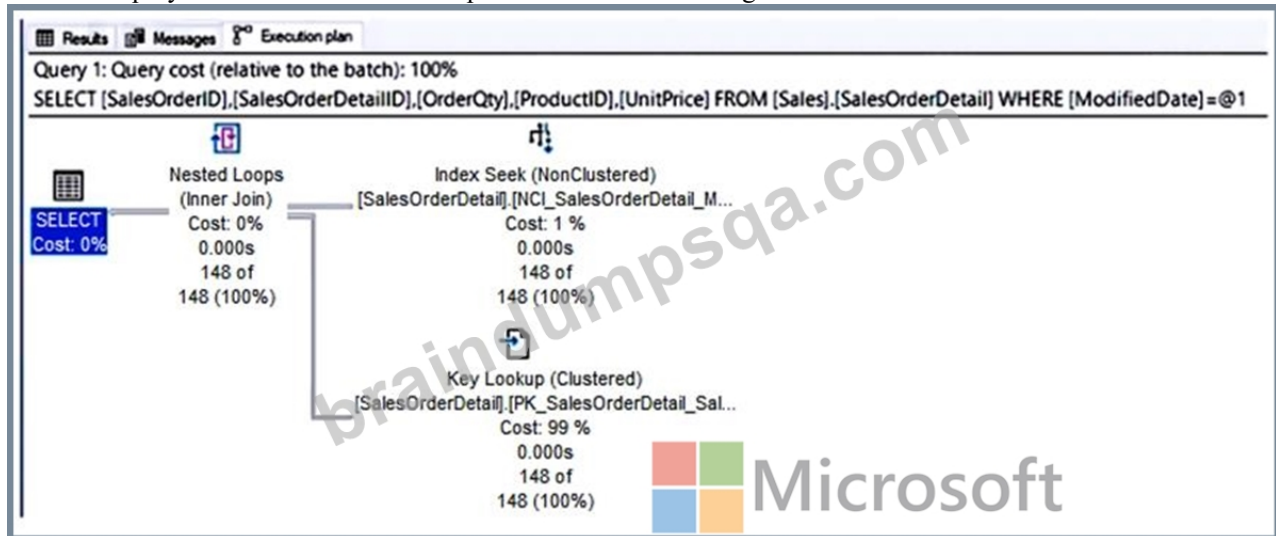 Results Messages Execution plan
Query 1: Query cost (relative to the batch): 100%
SELECT [SalesOrderID],[SalesOrderDetailID],[OrderQty],[ProductID],[UnitPrice] FROM [Sales].[SalesOrderDetail] WHERE [ModifiedDate]=@1
SELECT
Cost: 0%
Nested Loops
(Inner Join)
Cost: 0%
0.000s
148 of
148 (100%)
Index Seek (NonClustered)
[SalesOrderDetail].[NCI_SalesOrderDetail_M...
Cost: 1 %
0.000s
148 of
148 (100%)
Key Lookup (Clustered)
[SalesOrderDetail].[PK_SalesOrderDetail_Sal...
Cost: 99 %
0.000s
148 of
148 (100%)
braindumpsqa.com
Microsoft